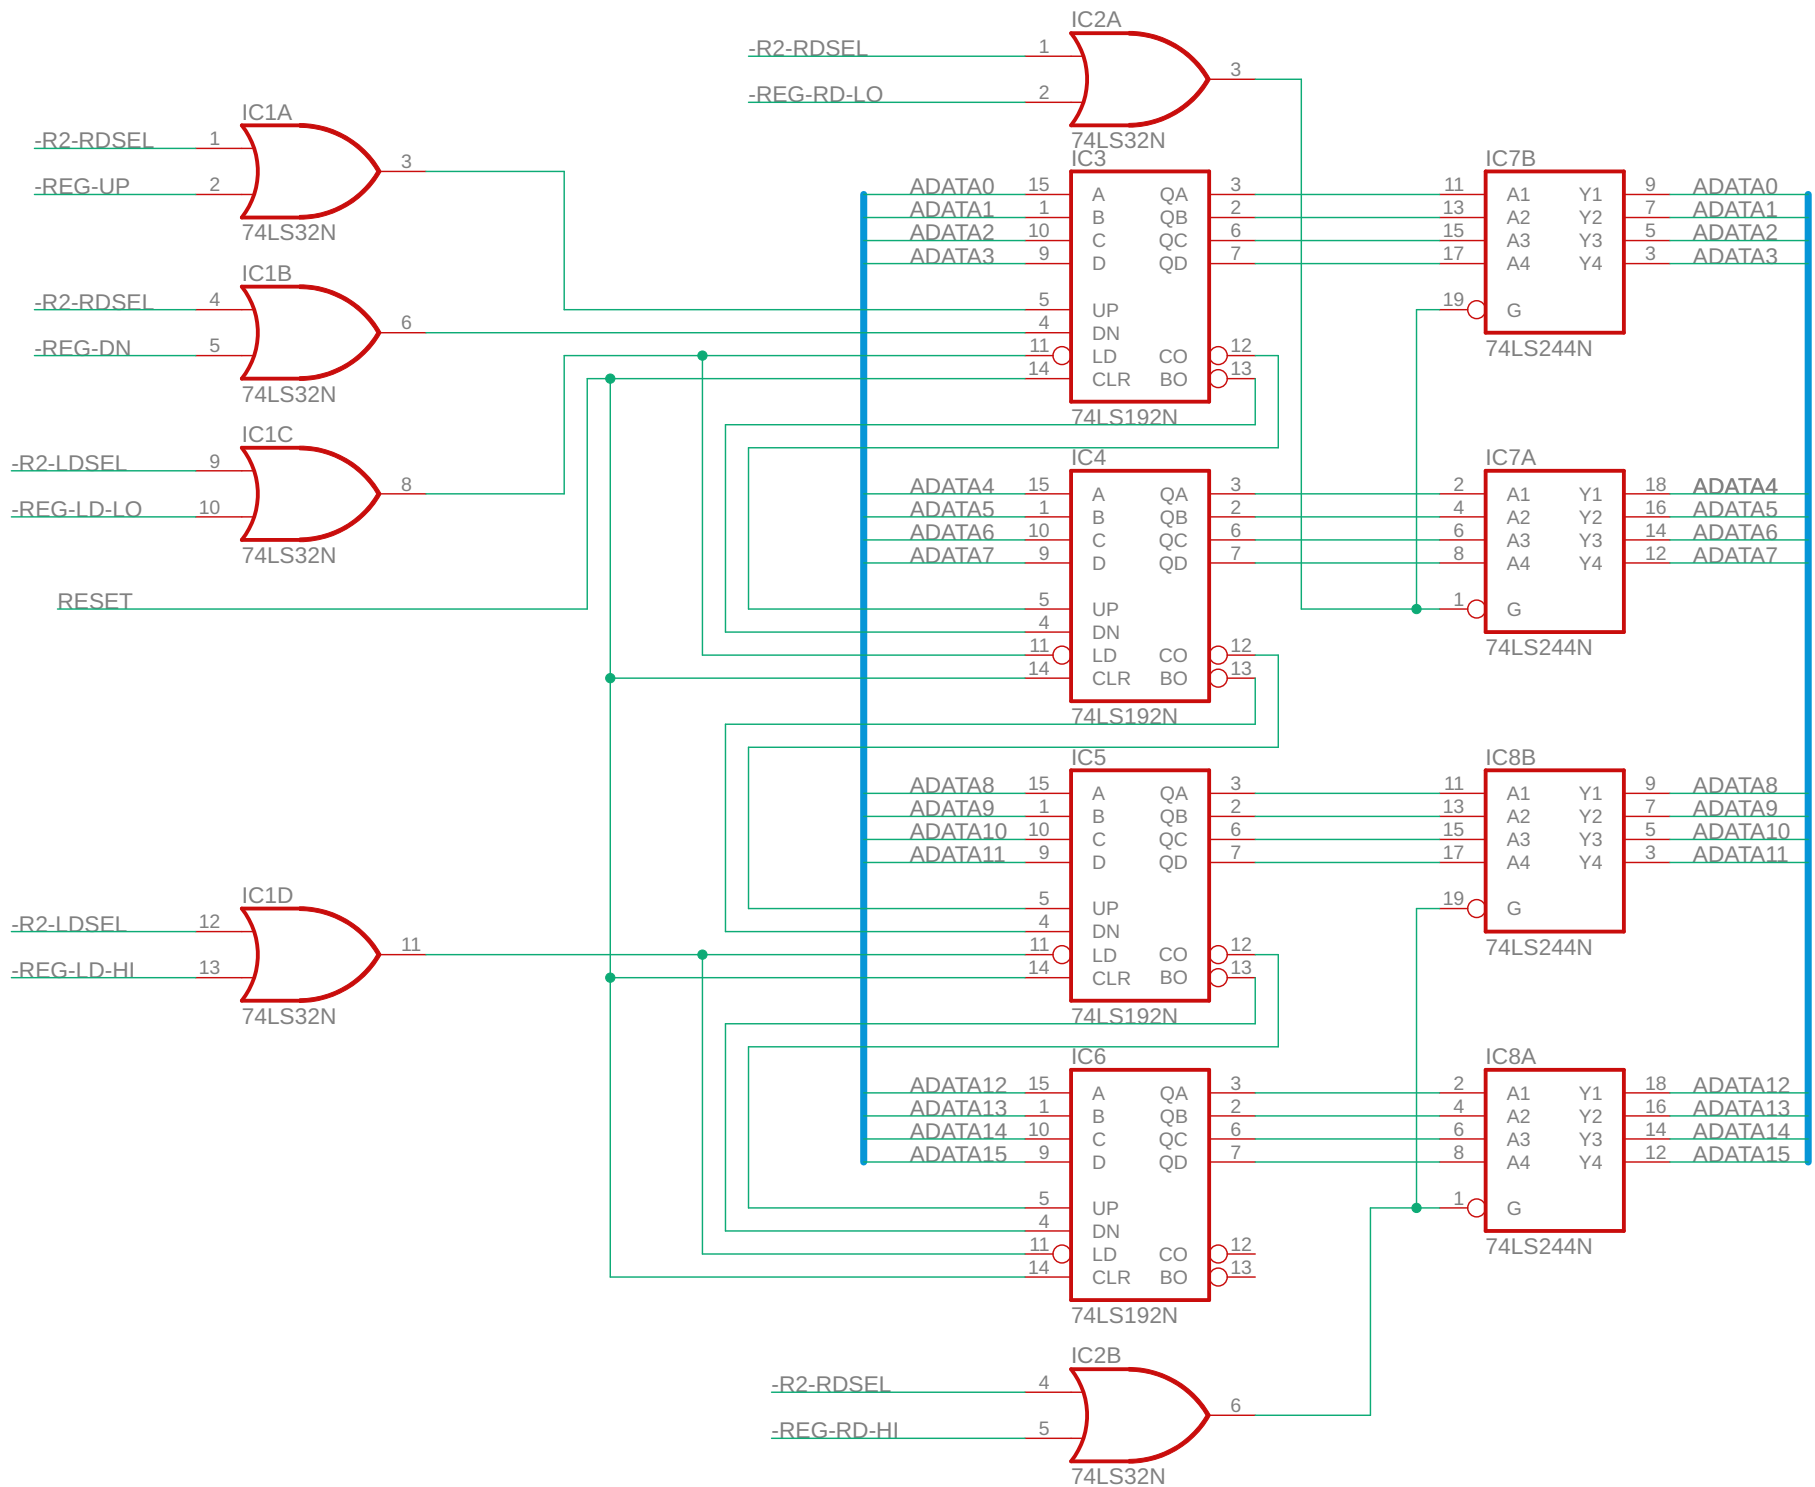 IC2A
-R2-RDSEL 1
3
-REG-RD-LO 2
74LS32N
IC1A
-R2-RDSEL 1
3
-REG-UP 2
74LS32N
IC1B
-R2-RDSEL 4
6
-REG-DN 5
74LS32N
IC1C
-R2-LDSEL 9
8
-REG-LD-LO 10
74LS32N
RESET
IC1D
-R2-LDSEL 12
11
-REG-LD-HI 13
74LS32N
IC3
ADATA0 15 A QA 3
ADATA1 1 B QB 2
ADATA2 10 C QC 6
ADATA3 9 D QD 7
5 UP
4 DN
11 LD CO 12
14 CLR BO 13
74LS192N
IC7B
11 A1 Y1 9 ADATA0
13 A2 Y2 7 ADATA1
15 A3 Y3 5 ADATA2
17 A4 Y4 3 ADATA3
19 G
74LS244N
IC4
ADATA4 15 A QA 3
ADATA5 1 B QB 2
ADATA6 10 C QC 6
ADATA7 9 D QD 7
5 UP
4 DN
11 LD CO 12
14 CLR BO 13
74LS192N
IC7A
2 A1 Y1 18 ADATA4
4 A2 Y2 16 ADATA5
6 A3 Y3 14 ADATA6
8 A4 Y4 12 ADATA7
1 G
74LS244N
IC5
ADATA8 15 A QA 3
ADATA9 1 B QB 2
ADATA10 10 C QC 6
ADATA11 9 D QD 7
5 UP
4 DN
11 LD CO 12
14 CLR BO 13
74LS192N
IC8B
11 A1 Y1 9 ADATA8
13 A2 Y2 7 ADATA9
15 A3 Y3 5 ADATA10
17 A4 Y4 3 ADATA11
19 G
74LS244N
IC6
ADATA12 15 A QA 3
ADATA13 1 B QB 2
ADATA14 10 C QC 6
ADATA15 9 D QD 7
5 UP
4 DN
11 LD CO 12
14 CLR BO 13
74LS192N
IC8A
2 A1 Y1 18 ADATA12
4 A2 Y2 16 ADATA13
6 A3 Y3 14 ADATA14
8 A4 Y4 12 ADATA15
1 G
74LS244N
IC2B
-R2-RDSEL 4
6
-REG-RD-HI 5
74LS32N